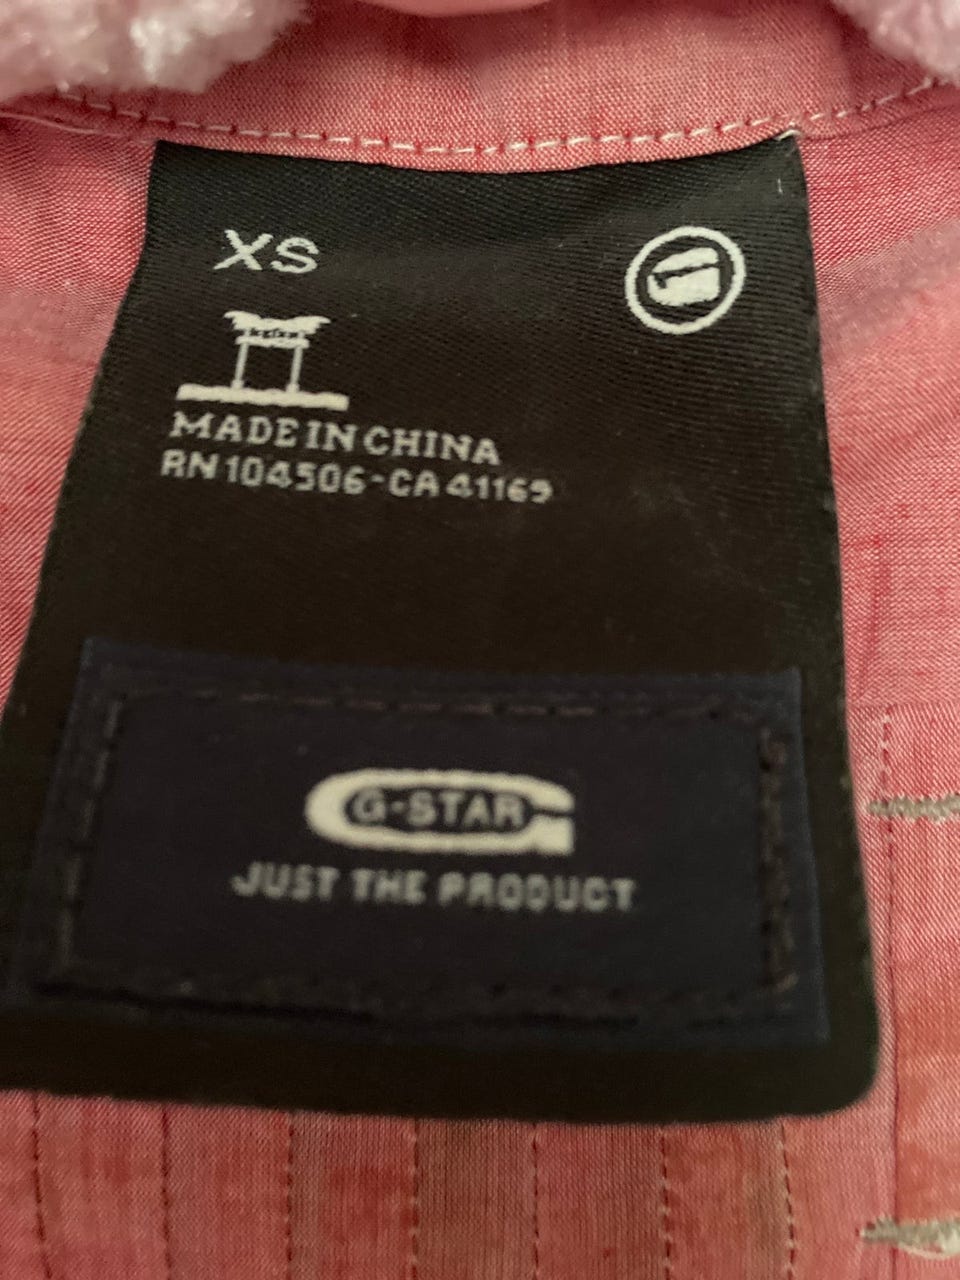 XS
MADE IN CHINA
RN 104506-CA 41169
G-STAR
JUST THE PRODUCT